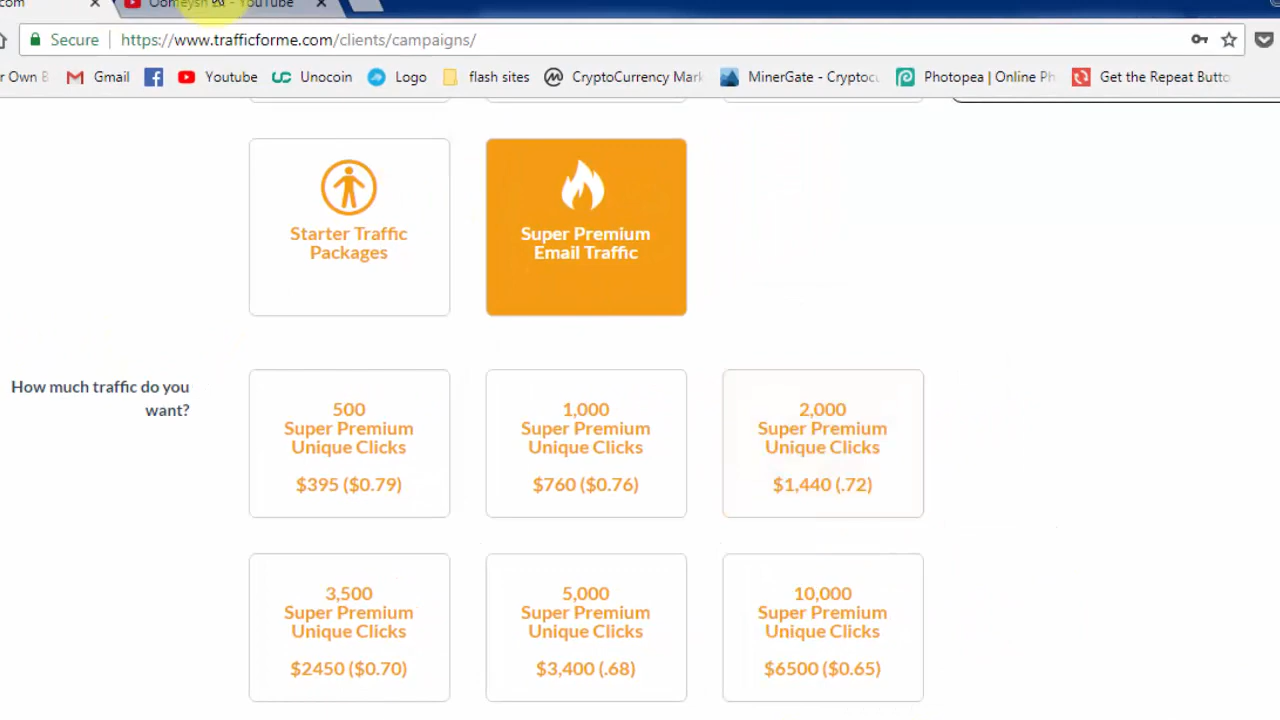 .com
YouTube
Secure https://www.trafficforme.com/clients/campaigns/
r Own B Gmail Youtube Unocoin Logo flash sites CryptoCurrency Mark MinerGate - Cryptocu Photopea | Online Ph Get the Repeat Butto
Starter Traffic
Packages
Super Premium
Email Traffic
How much traffic do you
want?
500
Super Premium
Unique Clicks
$395 ($0.79)
1,000
Super Premium
Unique Clicks
$760 ($0.76)
2,000
Super Premium
Unique Clicks
$1,440 (.72)
3,500
Super Premium
Unique Clicks
$2450 ($0.70)
5,000
Super Premium
Unique Clicks
$3,400 (.68)
10,000
Super Premium
Unique Clicks
$6500 ($0.65)